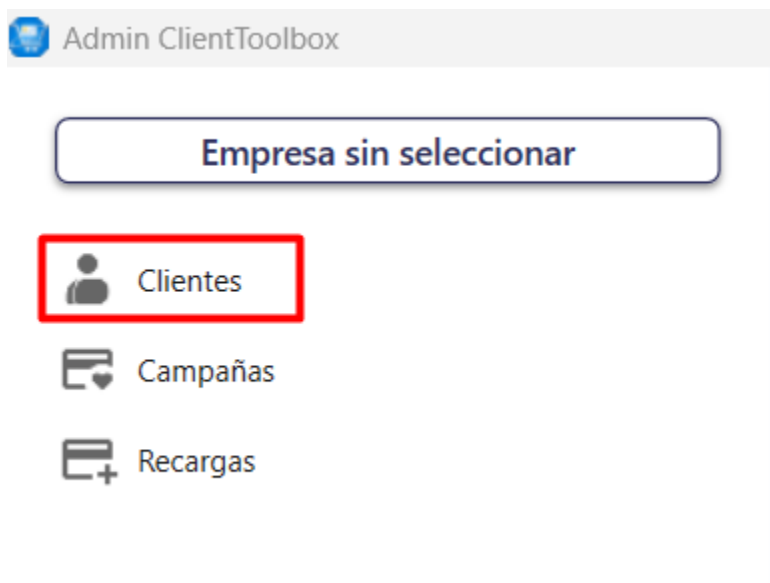 Admin ClientToolbox
Empresa sin seleccionar
Clientes
Campañas
Recargas